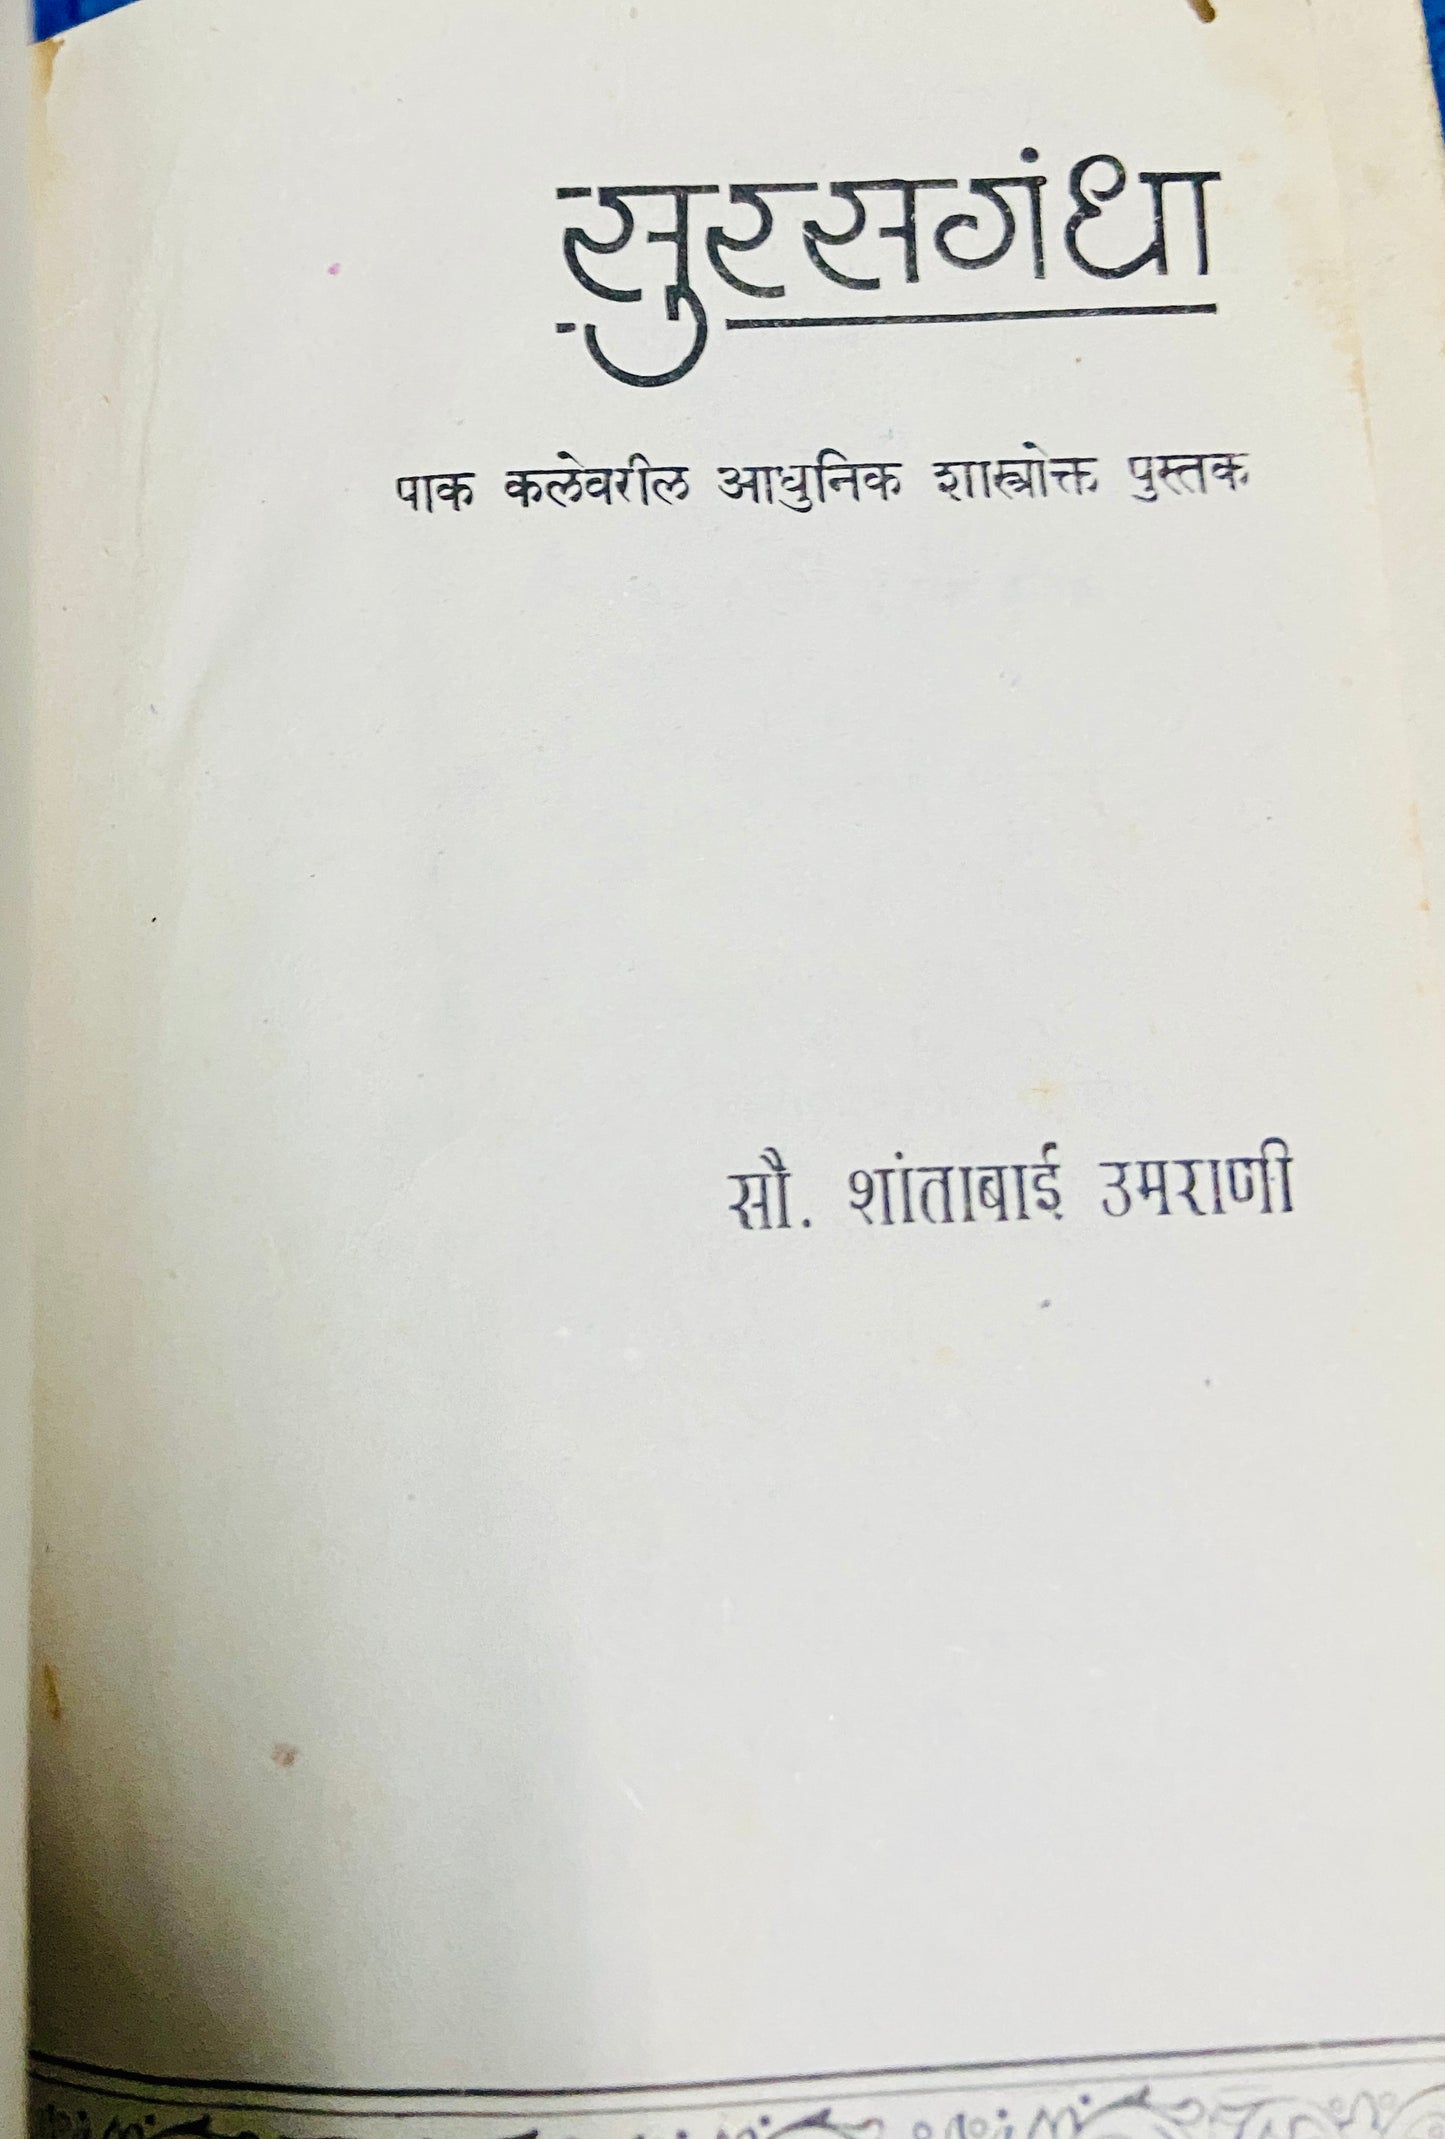 सुरसगंधा
पाक कलेवरील आधुनिक शास्त्रोक्त पुस्तक
सौ. शांताबाई उमराणी